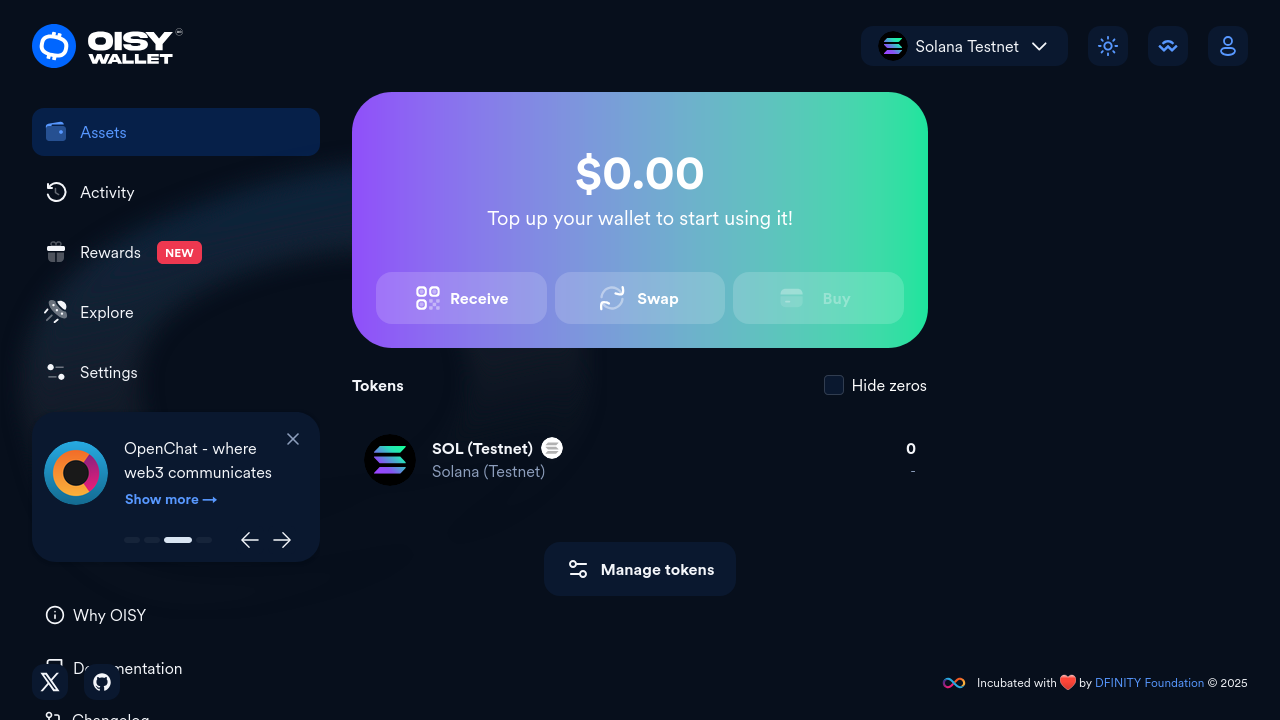 OISY
WALLET
Solana Testnet
Assets
Activity
Rewards NEW
Explore
Settings
OpenChat - where
web3 communicates
Show more →
Why OISY
Documentation
Changelog
$0.00
Top up your wallet to start using it!
Receive
Swap
Buy
Tokens
Hide zeros
SOL (Testnet)
0
Solana (Testnet)
-
Manage tokens
Incubated with ❤️ by DFINITY Foundation © 2025